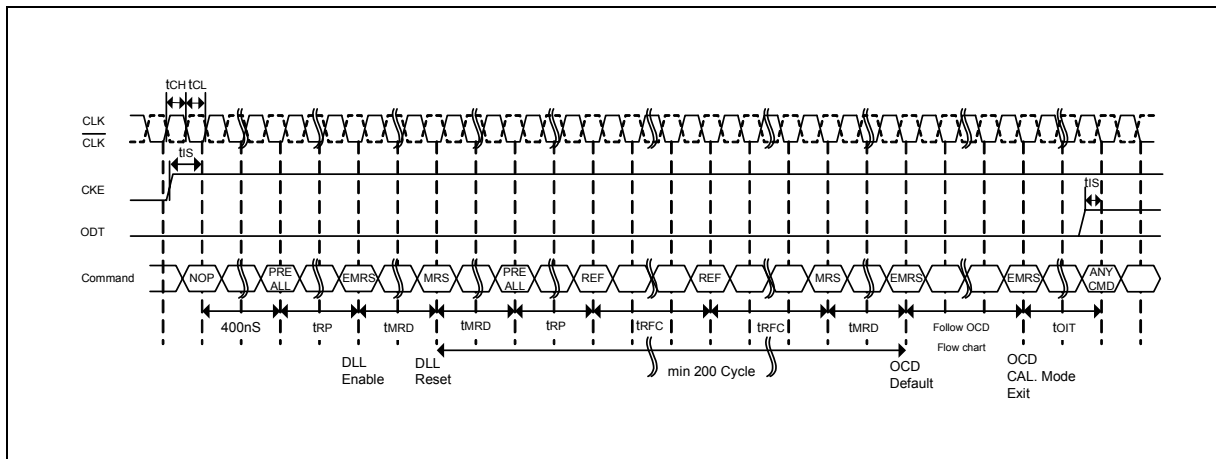 tCH tCL
CLK
CLK
tIS
CKE
tIS
ODT
Command NOP PRE ALL EMRS MRS PRE ALL REF REF MRS EMRS EMRS ANY CMD
400nS tRP tMRD tMRD tRP tRFC tRFC tMRD Follow OCD Flow chart tOIT
DLL Enable
DLL Reset
min 200 Cycle
OCD Default
OCD CAL. Mode Exit